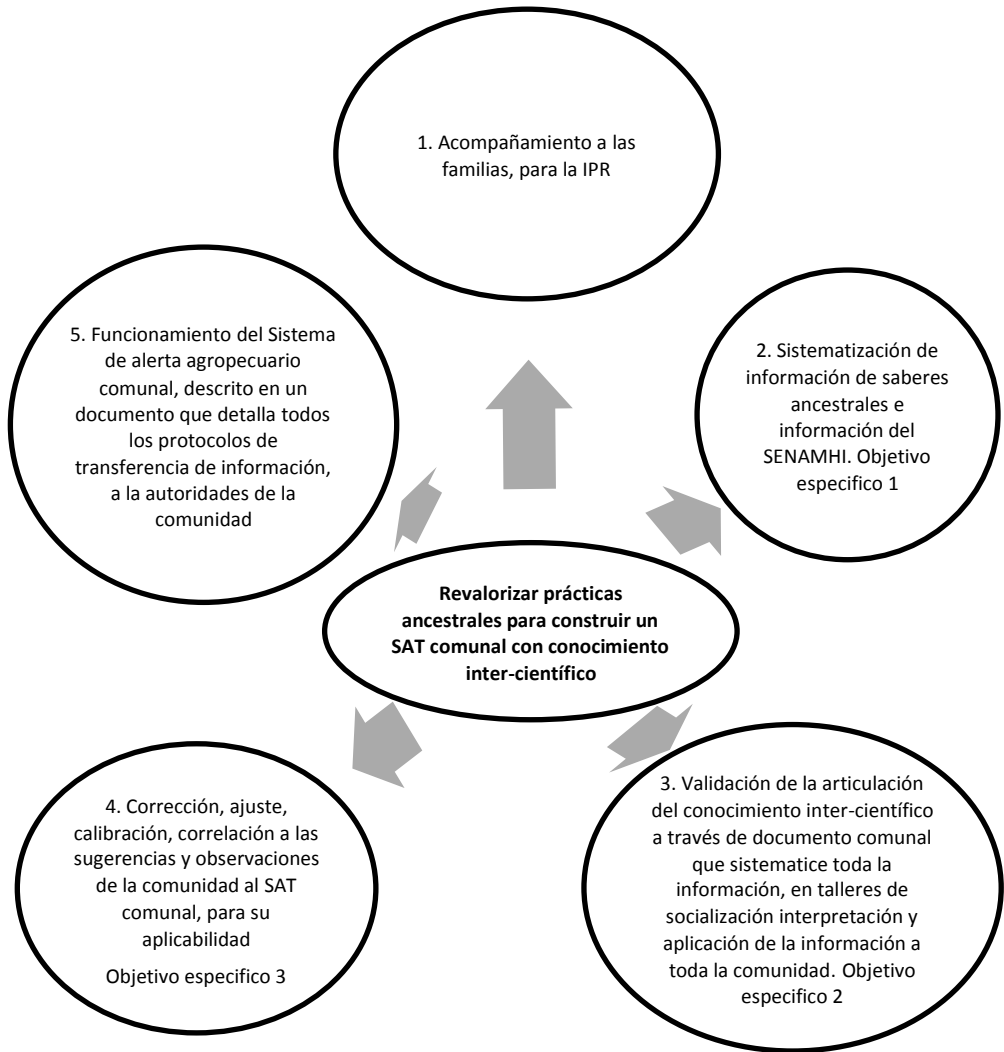 1. Acompañamiento a las
familias, para la IPR
2. Sistematización de
información de saberes
ancestrales e
información del
SENAMHI. Objetivo
especifico 1
3. Validación de la articulación
del conocimiento inter-científico
a través de documento comunal
que sistematice toda la
información, en talleres de
socialización interpretación y
aplicación de la información a
toda la comunidad. Objetivo
especifico 2
4. Corrección, ajuste,
calibración, correlación a las
sugerencias y observaciones
de la comunidad al SAT
comunal, para su
aplicabilidad
Objetivo especifico 3
5. Funcionamiento del Sistema
de alerta agropecuario
comunal, descrito en un
documento que detalla todos
los protocolos de
transferencia de información,
a la autoridades de la
comunidad
Revalorizar prácticas
ancestrales para construir un
SAT comunal con conocimiento
inter-científico